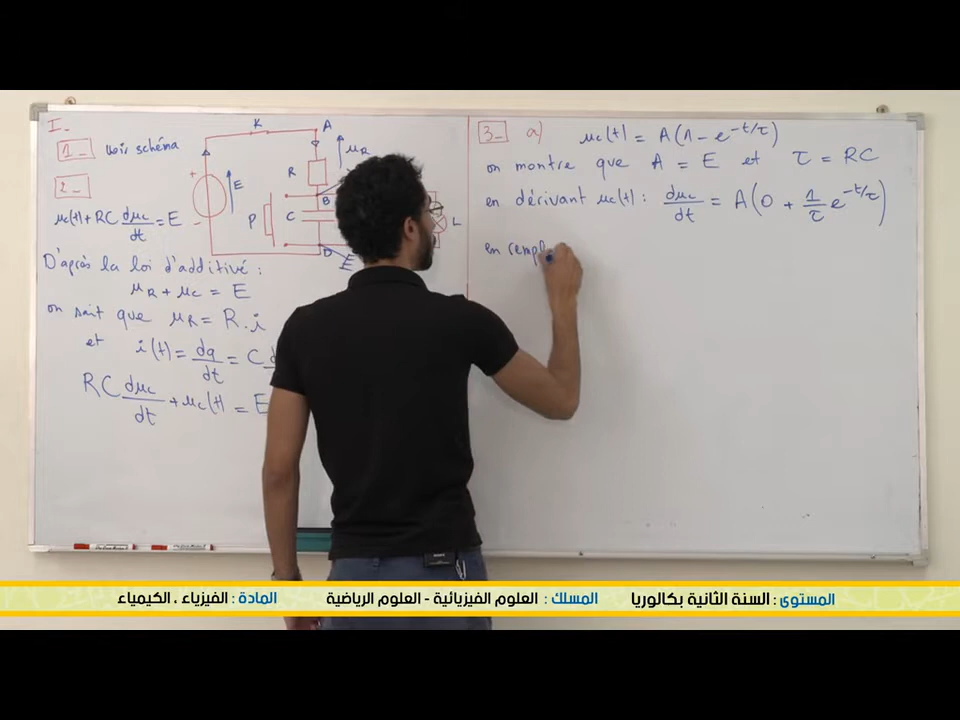 I_
1_ voir schéma
2_
uc(t)+RC duc/dt = E
D'après la loi d'additivé :
uR + uc = E
on sait que uR = R.i
et i(t) = dq/dt = C
RC duc/dt + uc(t) = E
K
A
E
+
-
P
R
uR
B
C
D
L
3_ a) uc(t) = A(1 - e^-t/τ)
on montre que A = E et τ = RC
en dérivant uc(t) : duc/dt = A(0 + 1/τ e^-t/τ)
en rempl
المستوى : السنة الثانية بكالوريا المسلك : العلوم الفيزيائية - العلوم الرياضية المادة : الفيزياء . الكيمياء